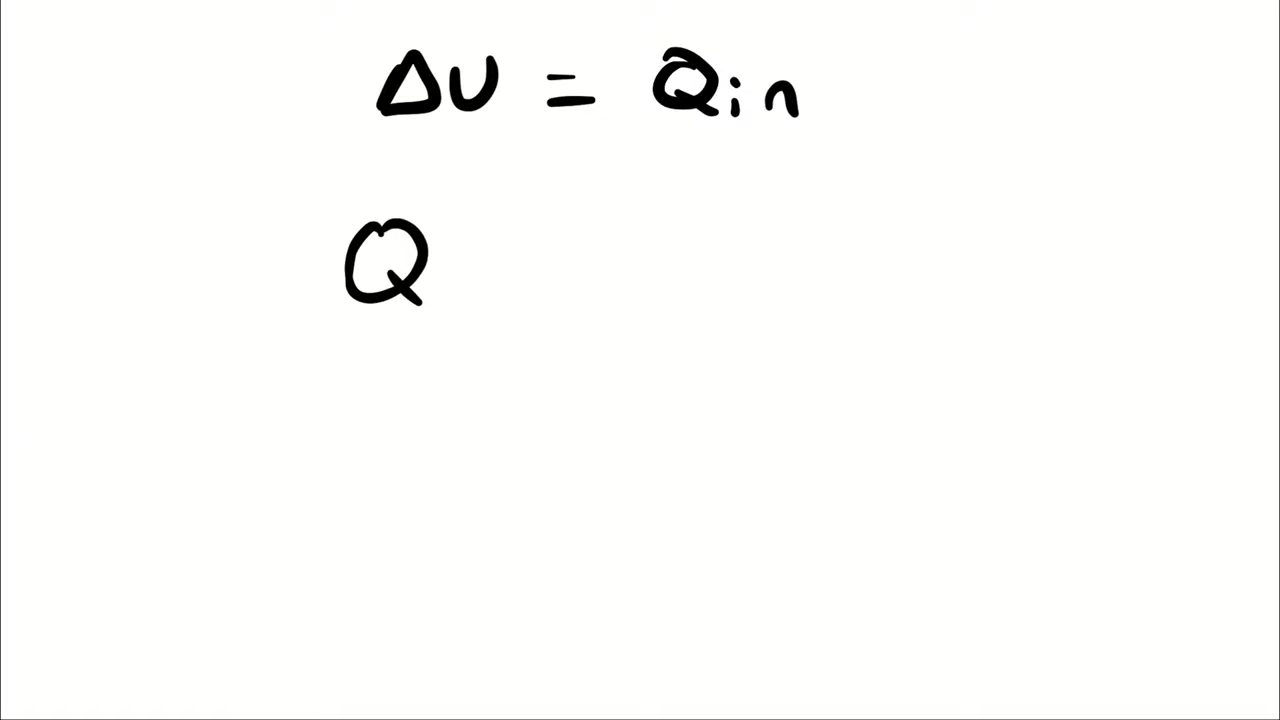 ΔU = Qin
Q